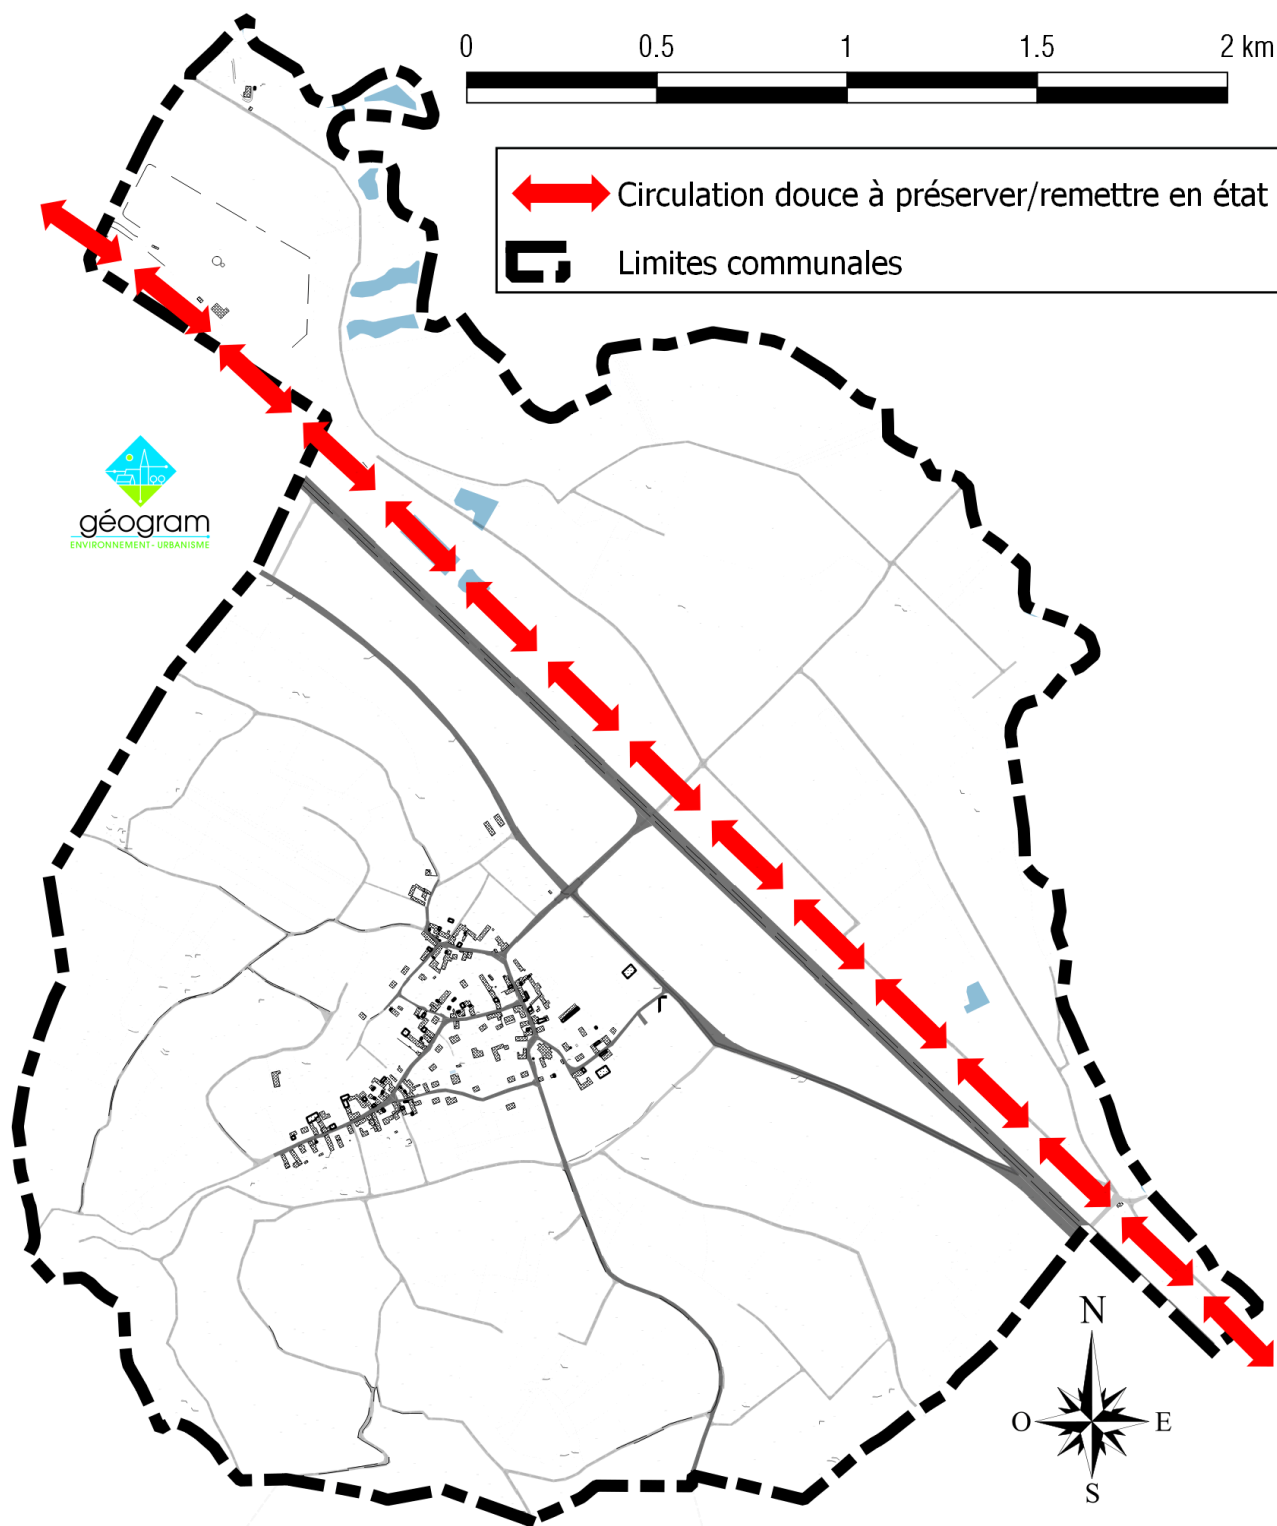 0 0.5 1 1.5 2 km
Circulation douce à préserver/remettre en état
Limites communales
géogram
ENVIRONNEMENT - URBANISME
N
O E
S